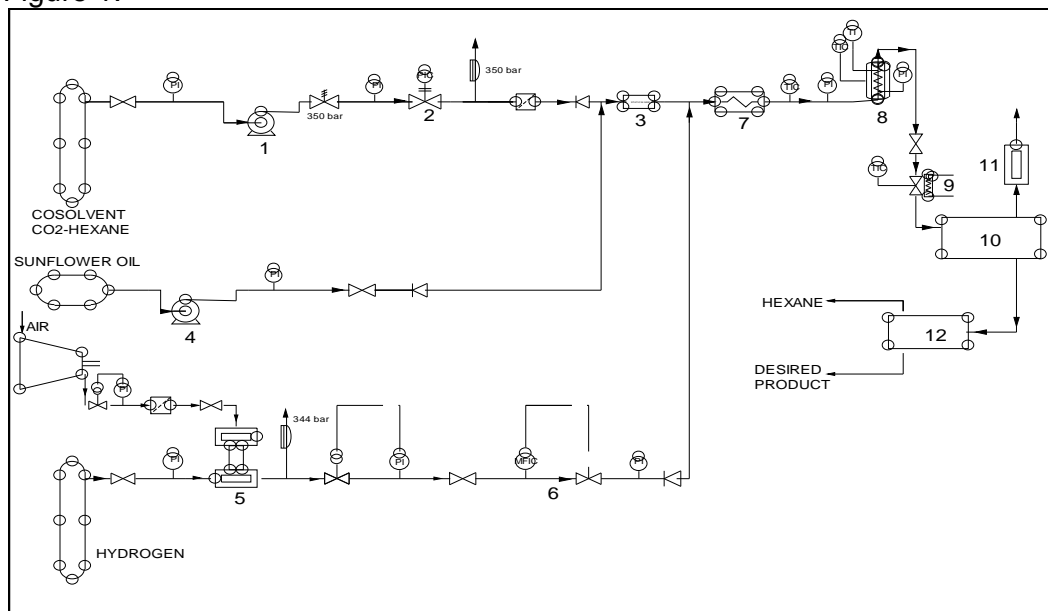 PI
PI
PIC
350 bar
350 bar
1
2
3
7
TIC
PI
TIC
TI
PI
8
TIC
9
11
10
COSOLVENT
CO2-HEXANE
SUNFLOWER OIL
PI
4
HEXANE
12
DESIRED
PRODUCT
AIR
PI
344 bar
PI
5
PI
MFIC
6
PI
HYDROGEN